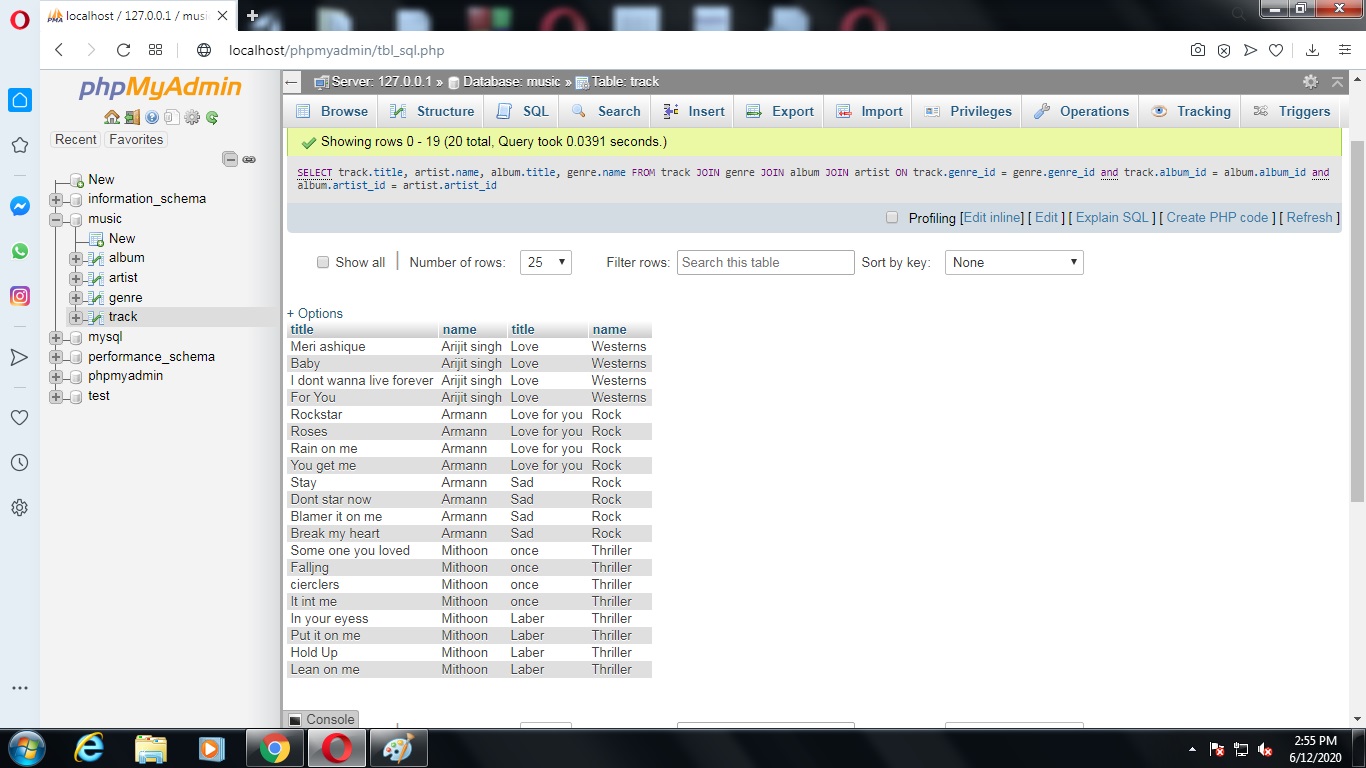 localhost / 127.0.0.1 / musi
localhost/phpmyadmin/tbl_sql.php
phpMyAdmin
Recent Favorites
New
information_schema
music
New
album
artist
genre
track
mysql
performance_schema
phpmyadmin
test
Server: 127.0.0.1 » Database: music » Table: track
Browse Structure SQL Search Insert Export Import Privileges Operations Tracking Triggers
Showing rows 0 - 19 (20 total, Query took 0.0391 seconds.)
SELECT track.title, artist.name, album.title, genre.name FROM track JOIN genre JOIN album JOIN artist ON track.genre_id = genre.genre_id and track.album_id = album.album_id and
album.artist_id = artist.artist_id
Profiling [Edit inline] [ Edit ] [ Explain SQL ] [ Create PHP code ] [ Refresh ]
Show all Number of rows: 25 Filter rows: Search this table Sort by key: None
+ Options
title name title name
Meri ashique Arijit singh Love Westerns
Baby Arijit singh Love Westerns
I dont wanna live forever Arijit singh Love Westerns
For You Arijit singh Love Westerns
Rockstar Armann Love for you Rock
Roses Armann Love for you Rock
Rain on me Armann Love for you Rock
You get me Armann Love for you Rock
Stay Armann Sad Rock
Dont star now Armann Sad Rock
Blamer it on me Armann Sad Rock
Break my heart Armann Sad Rock
Some one you loved Mithoon once Thriller
Falljng Mithoon once Thriller
cierclers Mithoon once Thriller
It int me Mithoon once Thriller
In your eyess Mithoon Laber Thriller
Put it on me Mithoon Laber Thriller
Hold Up Mithoon Laber Thriller
Lean on me Mithoon Laber Thriller
Console
2:55 PM
6/12/2020